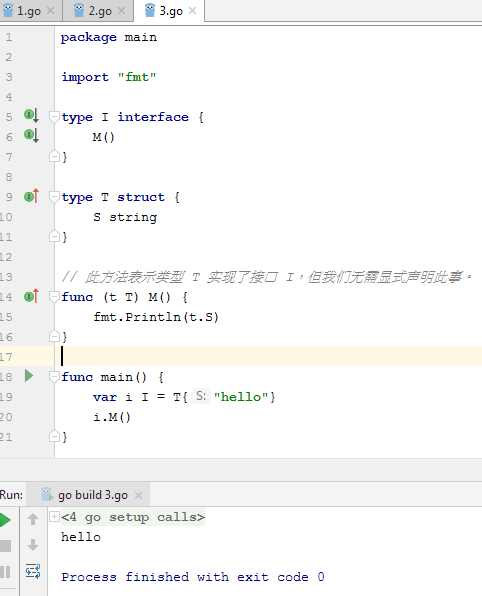 1.go 2.go 3.go
1 package main
2
3 import "fmt"
4
5 type I interface {
6     M()
7 }
8
9 type T struct {
10     S string
11 }
12
13 // 此方法表示类型 T 实现了接口 I，但我们无需显式声明此事。
14 func (t T) M() {
15     fmt.Println(t.S)
16 }
17
18 func main() {
19     var i I = T{ S: "hello"}
20     i.M()
21 }
Run: go build 3.go
<4 go setup calls>
hello
Process finished with exit code 0